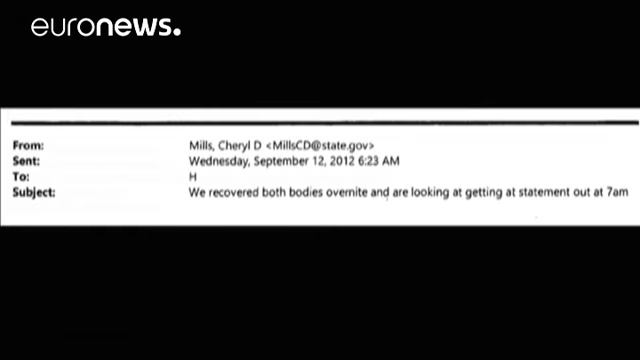 euronews.
From: Mills, Cheryl D <MillsCD@state.gov>
Sent: Wednesday, September 12, 2012 6:23 AM
To: H
Subject: We recovered both bodies overnite and are looking at getting at statement out at 7am